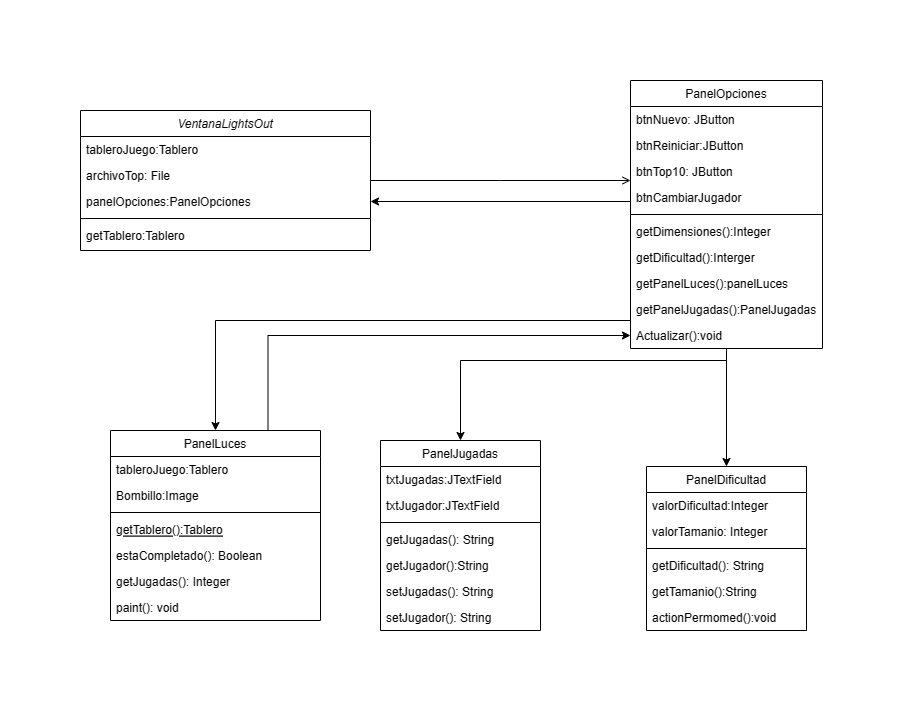 VentanaLightsOut
tableroJuego:Tablero
archivoTop: File
panelOpciones:PanelOpciones
getTablero:Tablero
PanelOpciones
btnNuevo: JButton
btnReiniciar:JButton
btnTop10: JButton
btnCambiarJugador
getDimensiones():Integer
getDificultad():Interger
getPanelLuces():panelLuces
getPanelJugadas():PanelJugadas
Actualizar():void
PanelLuces
tableroJuego:Tablero
Bombillo:Image
getTablero():Tablero
estaCompletado(): Boolean
getJugadas(): Integer
paint(): void
PanelJugadas
txtJugadas:JTextField
txtJugador:JTextField
getJugadas(): String
getJugador():String
setJugadas(): String
setJugador(): String
PanelDificultad
valorDificultad:Integer
valorTamanio: Integer
getDificultad(): String
getTamanio():String
actionPermomed():void